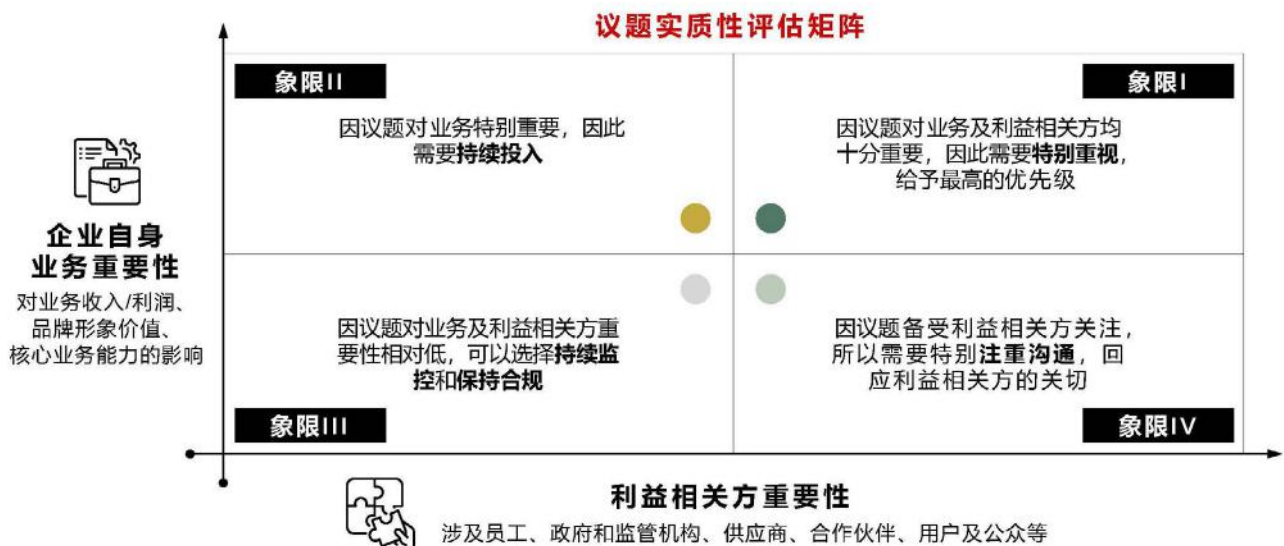 议题实质性评估矩阵
象限II
因议题对业务特别重要，因此
需要持续投入
象限I
因议题对业务及利益相关方均
十分重要，因此需要特别重视，
给予最高的优先级
企业自身
业务重要性
对业务收入/利润、
品牌形象价值、
核心业务能力的影响
因议题对业务及利益相关方重
要性相对低，可以选择持续监
控和保持合规
象限III
因议题备受利益相关方关注，
所以需要特别注重沟通，回
应利益相关方的关切
象限IV
利益相关方重要性
涉及员工、政府和监管机构、供应商、合作伙伴、用户及公众等